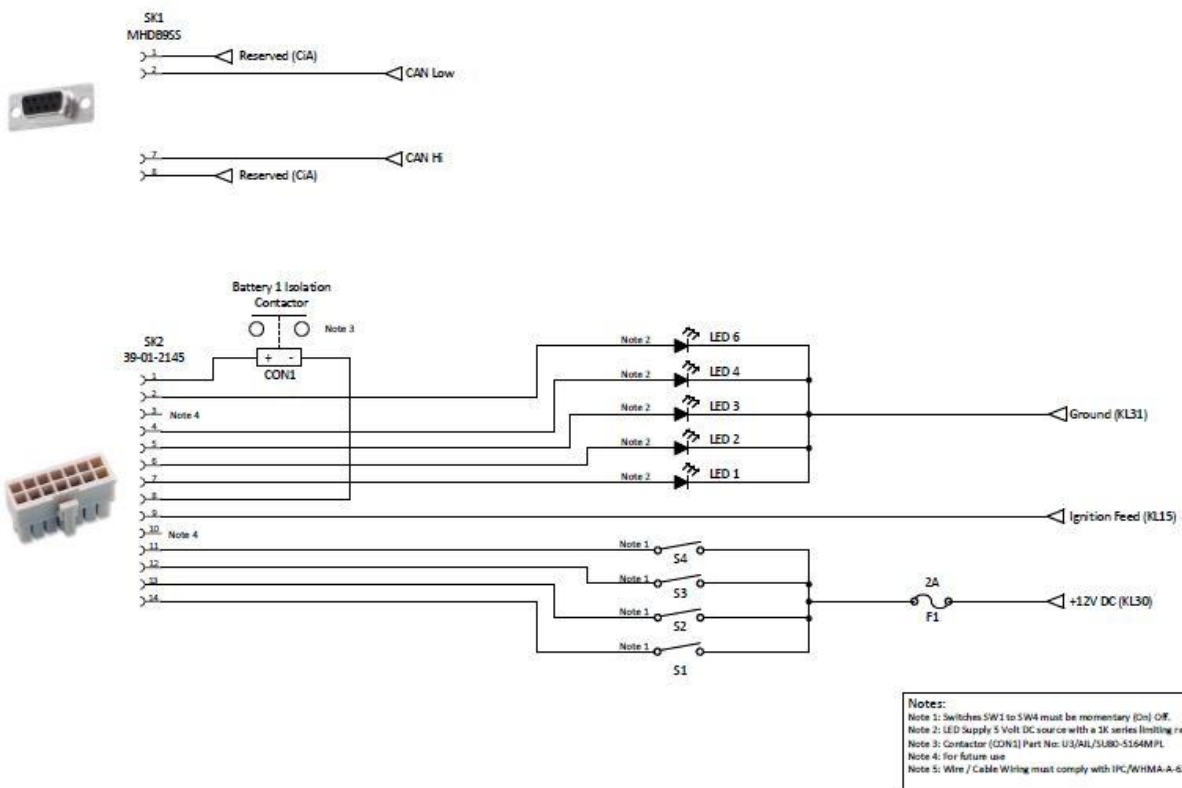 SK1
MHDB9SS
1
Reserved (CiA)
2
CAN Low
7
CAN Hi
8
Reserved (CiA)
Battery 1 Isolation
Contactor
Note 3
SK2
39-01-2145
+ -
CON1
1
2
3
Note 4
4
5
6
7
8
9
10
Note 4
11
12
13
14
Note 2
LED 6
Note 2
LED 4
Note 2
LED 3
Note 2
LED 2
Note 2
LED 1
Ground (KL31)
Ignition Feed (KL15)
Note 1
S4
Note 1
S3
Note 1
S2
Note 1
S1
2A
F1
+12V DC (KL30)
Notes:
Note 1: Switches SW1 to SW4 must be momentary (On) Off.
Note 2: LED Supply 5 Volt DC source with a 1K series limiting re
Note 3: Contactor (CON1) Part No: U3/AIL/SU80-5164MPL
Note 4: For future use
Note 5: Wire / Cable Wiring must comply with IPC/WHMA-A-6